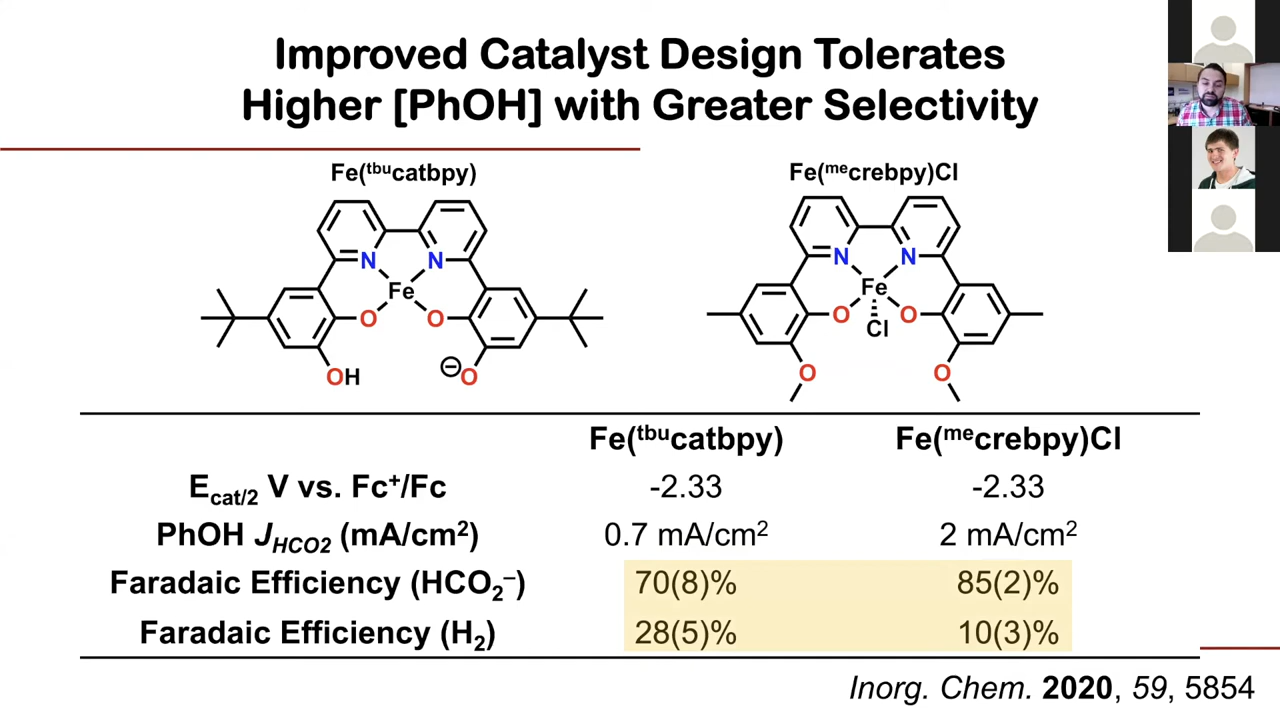 Improved Catalyst Design Tolerates
Higher [PhOH] with Greater Selectivity
Fe(ᵗᵇᵘcatbpy)
Fe(ᵐᵉcrebpy)Cl
N N
Fe
O O
OH ⊖O
N N
Fe
O O
Cl
O O
Fe(ᵗᵇᵘcatbpy) Fe(ᵐᵉcrebpy)Cl
E_cat/2 V vs. Fc⁺/Fc -2.33 -2.33
PhOH J_HCO2 (mA/cm²) 0.7 mA/cm² 2 mA/cm²
Faradaic Efficiency (HCO₂⁻) 70(8)% 85(2)%
Faradaic Efficiency (H₂) 28(5)% 10(3)%
Inorg. Chem. 2020, 59, 5854